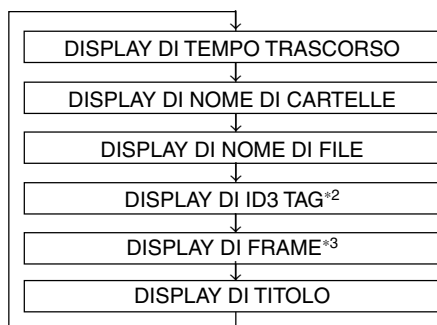 DISPLAY DI TEMPO TRASCORSO
DISPLAY DI NOME DI CARTELLE
DISPLAY DI NOME DI FILE
DISPLAY DI ID3 TAG*2
DISPLAY DI FRAME*3
DISPLAY DI TITOLO